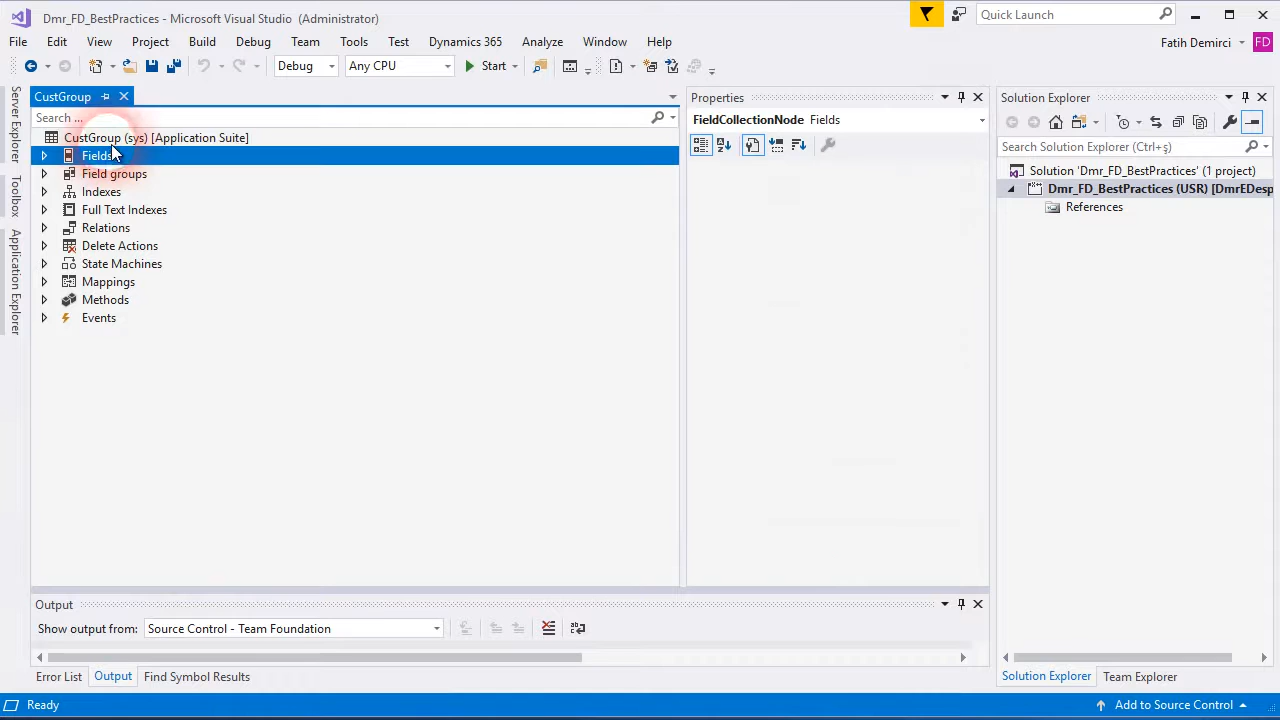 Dmr_FD_BestPractices - Microsoft Visual Studio (Administrator)
Quick Launch
File Edit View Project Build Debug Team Tools Test Dynamics 365 Analyze Window Help
Fatih Demirci FD
Debug Any CPU Start
Server Explorer
Toolbox
Application Explorer
CustGroup
Search ...
CustGroup (sys) [Application Suite]
Fields
Field groups
Indexes
Full Text Indexes
Relations
Delete Actions
State Machines
Mappings
Methods
Events
Properties
FieldCollectionNode Fields
Solution Explorer
Search Solution Explorer (Ctrl+ş)
Solution 'Dmr_FD_BestPractices' (1 project)
Dmr_FD_BestPractices (USR) [DmrEDesp
References
Output
Show output from: Source Control - Team Foundation
Error List Output Find Symbol Results
Solution Explorer Team Explorer
Ready
Add to Source Control